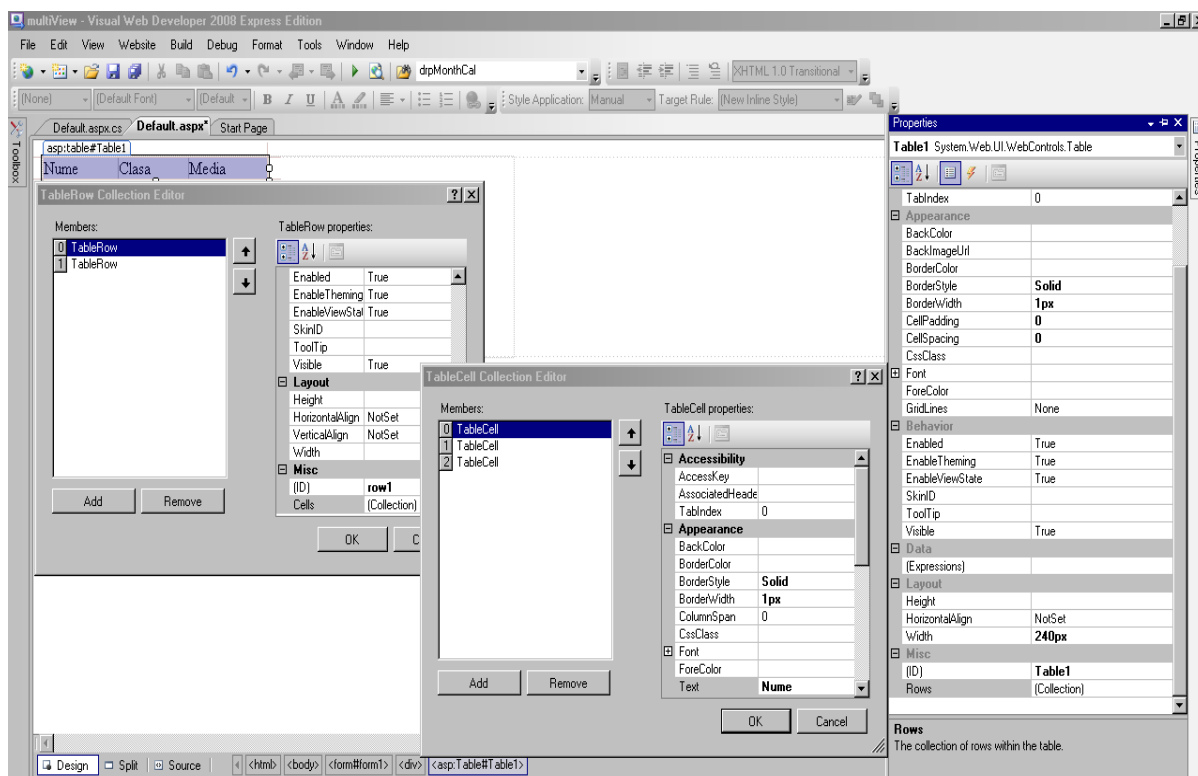 multiView - Visual Web Developer 2008 Express Edition
File Edit View Website Build Debug Format Tools Window Help
drpMonthCal XHTML 1.0 Transitional
(None) (Default Font) (Default B I U Style Application: Manual Target Rule: (New Inline Style)
Default.aspx.cs Default.aspx* Start Page
Toolbox
asp:table#Table1
Nume Clasa Media
TableRow Collection Editor
Members:
0 TableRow
1 TableRow
Add Remove
TableRow properties:
Enabled True
EnableTheming True
EnableViewStat True
SkinID
ToolTip
Visible True
Layout
Height
HorizontalAlign NotSet
VerticalAlign NotSet
Width
Misc
(ID) row1
Cells (Collection)
OK C
TableCell Collection Editor
Members:
0 TableCell
1 TableCell
2 TableCell
Add Remove
TableCell properties:
Accessibility
AccessKey
AssociatedHeade
TabIndex 0
Appearance
BackColor
BorderColor
BorderStyle Solid
BorderWidth 1px
ColumnSpan 0
CssClass
Font
ForeColor
Text Nume
OK Cancel
Properties
Table1 System.Web.UI.WebControls.Table
TabIndex 0
Appearance
BackColor
BackImageUrl
BorderColor
BorderStyle Solid
BorderWidth 1px
CellPadding 0
CellSpacing 0
CssClass
Font
ForeColor
GridLines None
Behavior
Enabled True
EnableTheming True
EnableViewState True
SkinID
ToolTip
Visible True
Data
(Expressions)
Layout
Height
HorizontalAlign NotSet
Width 240px
Misc
(ID) Table1
Rows (Collection)
Rows
The collection of rows within the table.
Properties
Design Split Source <html> <body> <form#form1> <div> <asp:Table#Table1>